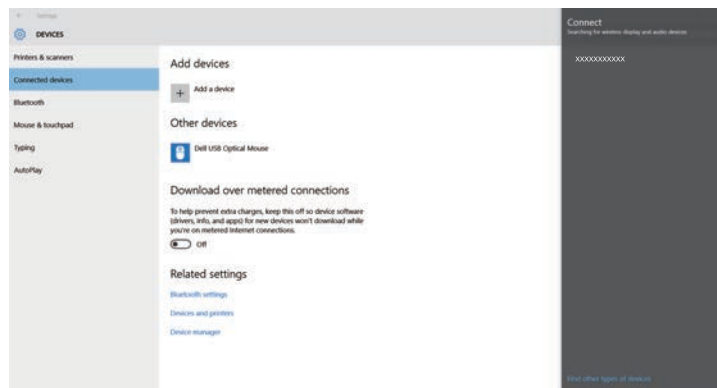 Settings
DEVICES
Printers & scanners
Connected devices
Bluetooth
Mouse & touchpad
Typing
AutoPlay
Add devices
Add a device
Other devices
Dell USB Optical Mouse
Download over metered connections
To help prevent extra charges, keep this off so device software
(drivers, info, and apps) for new devices won't download while
you're on metered Internet connections.
Off
Related settings
Bluetooth settings
Devices and printers
Device manager
Connect
Searching for wireless display and audio devices
XXXXXXXXXXX
Find other types of devices